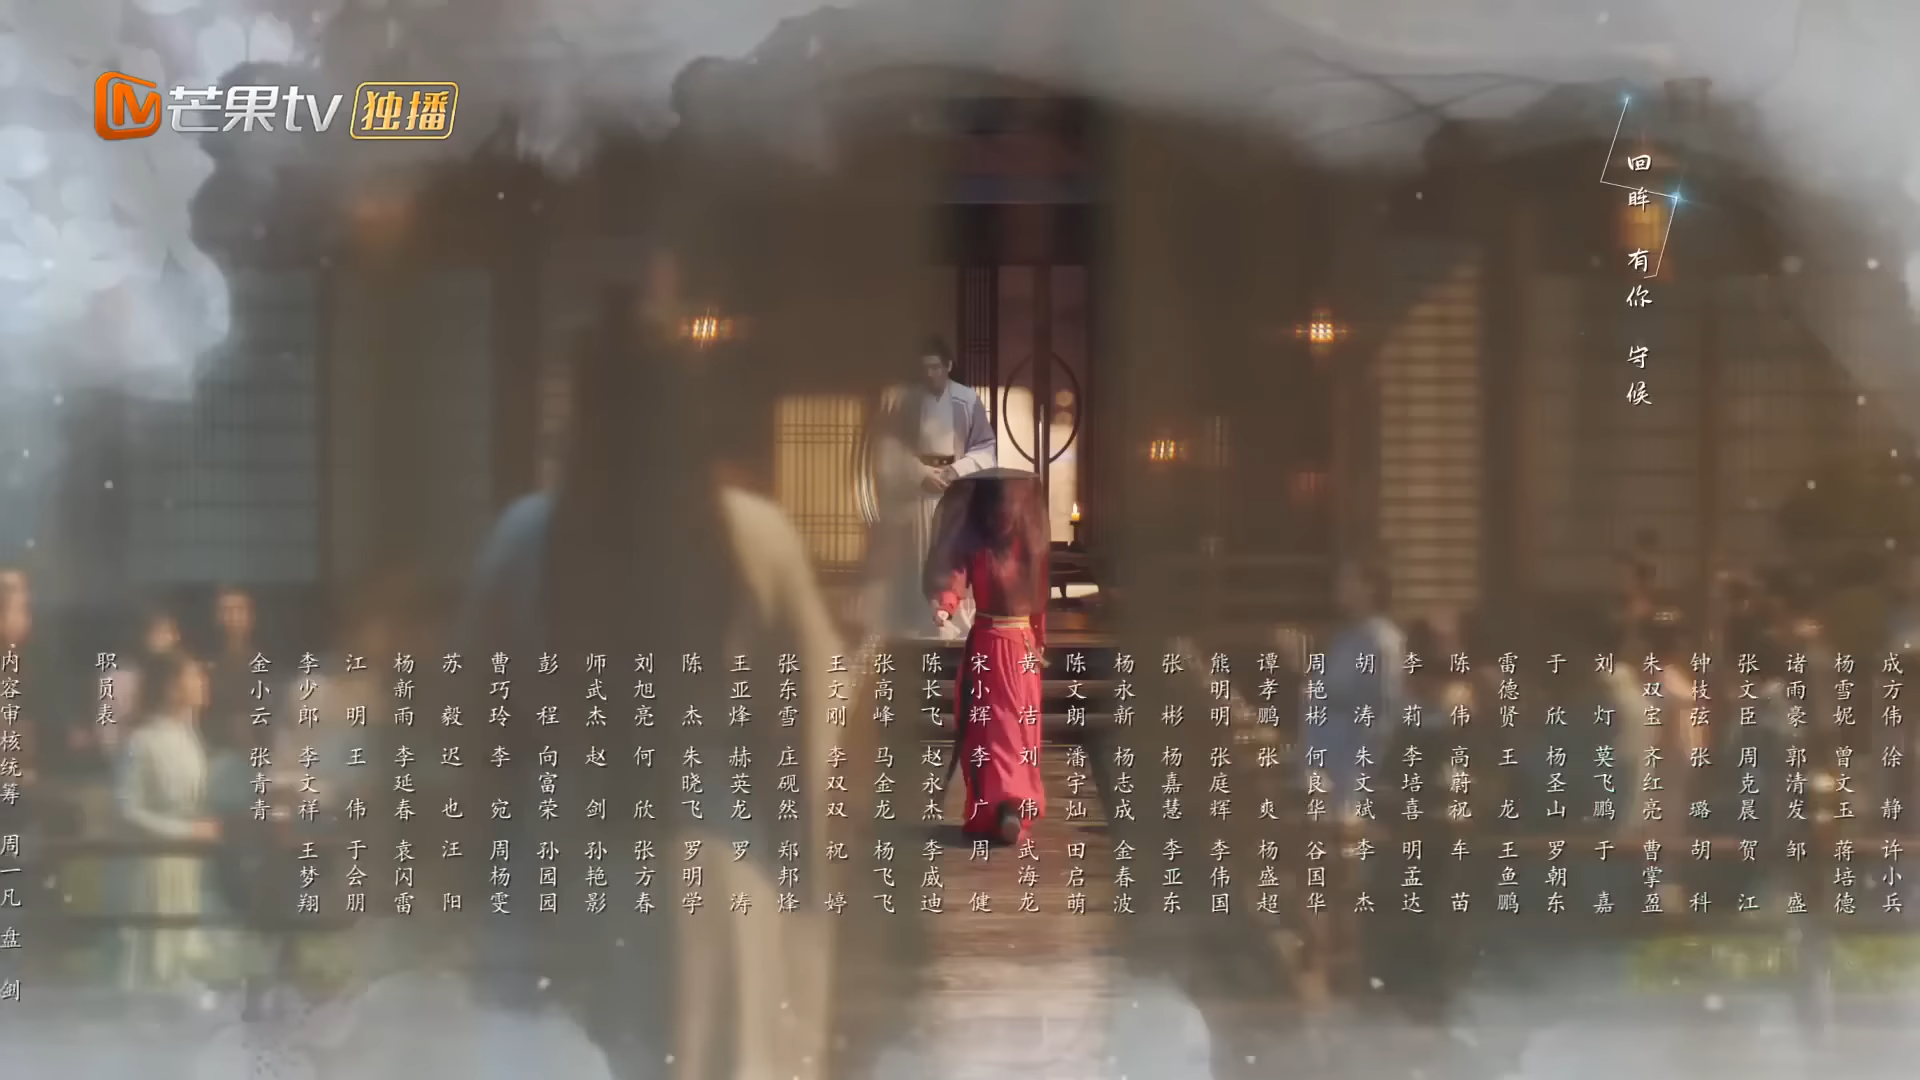 芒果tv 独播
回眸 有你 守候
成方伟 徐静 许小兵
杨雪妮 曾文玉 蒋培德
诸雨豪 郭清发 邹盛
张文臣 周克晨 贺江
钟枝弦 张璐 胡科
朱双宝 齐红亮 曹掌盈
刘灯 莫飞鹏 于嘉
于欣 杨圣山 罗朝东
雷德贤 王龙 王鱼鹏
陈伟 高蔚祝 车苗
李莉 李培喜 明孟达
胡涛 朱文斌 李杰
周艳彬 何良华 谷国华
谭孝鹏 张爽 杨盛超
熊明明 张庭辉 李伟国
张彬 杨嘉慧 李亚东
杨永新 杨志成 金春波
陈文朗 潘宇灿 田启萌
黄洁 刘伟 武海龙
宋小辉 李广 周健
陈长飞 赵永杰 李威迪
张高峰 马金龙 杨飞飞
王文刚 李双双 祝婷
张东雪 庄砚然 郑邦烽
王亚烽 赫英龙 罗涛
陈杰 朱晓飞 罗明学
刘旭亮 何欣 张方春
师武杰 赵剑 孙艳影
彭程 向富荣 孙园园
曹巧玲 李宛 周杨雯
苏毅 迟也 汪阳
杨新雨 李延春 袁闪雷
江明 王伟 于会朋
李少郎 李文祥 王梦翔
金小云 张青青
职员表
内容审核统筹 周一凡 盘剑